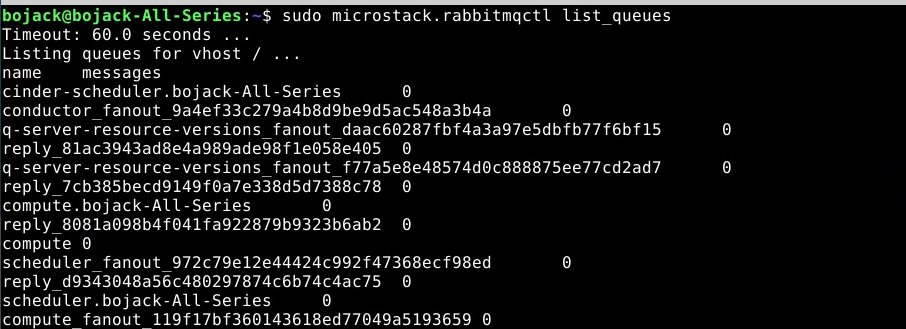 bojack@bojack-All-Series:~$ sudo microstack.rabbitmqctl list_queues
Timeout: 60.0 seconds ...
Listing queues for vhost / ...
name	messages
cinder-scheduler.bojack-All-Series	0
conductor_fanout_9a4ef33c279a4b8d9be9d5ac548a3b4a	0
q-server-resource-versions_fanout_daac60287fbf4a3a97e5dbfb77f6bf15	0
reply_81ac3943ad8e4a989ade98f1e058e405	0
q-server-resource-versions_fanout_f77a5e8e48574d0c888875ee77cd2ad7	0
reply_7cb385becd9149f0a7e338d5d7388c78	0
compute.bojack-All-Series	0
reply_8081a098b4f041fa922879b9323b6ab2	0
compute	0
scheduler_fanout_972c79e12e44424c992f47368ecf98ed	0
reply_d9343048a56c480297874c6b74c4ac75	0
scheduler.bojack-All-Series	0
compute_fanout_119f17bf360143618ed77049a5193659	0